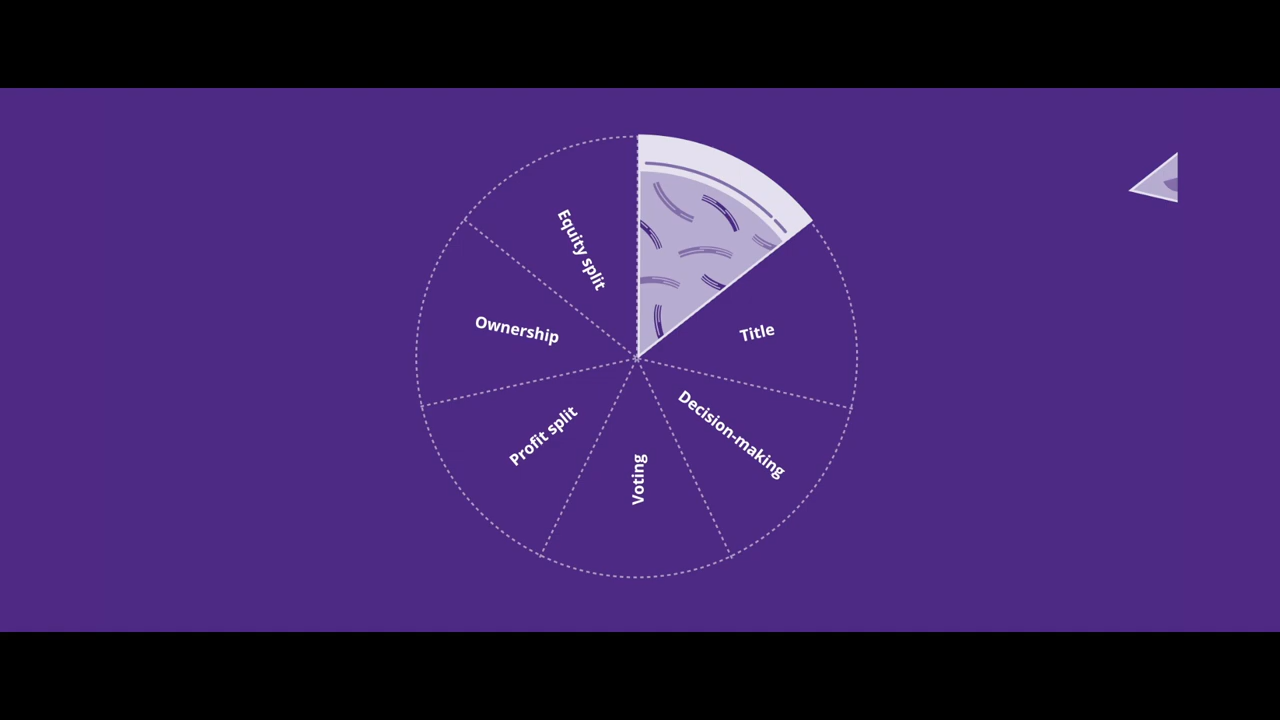 Equity split
Title
Ownership
Decision-making
Profit split
Voting